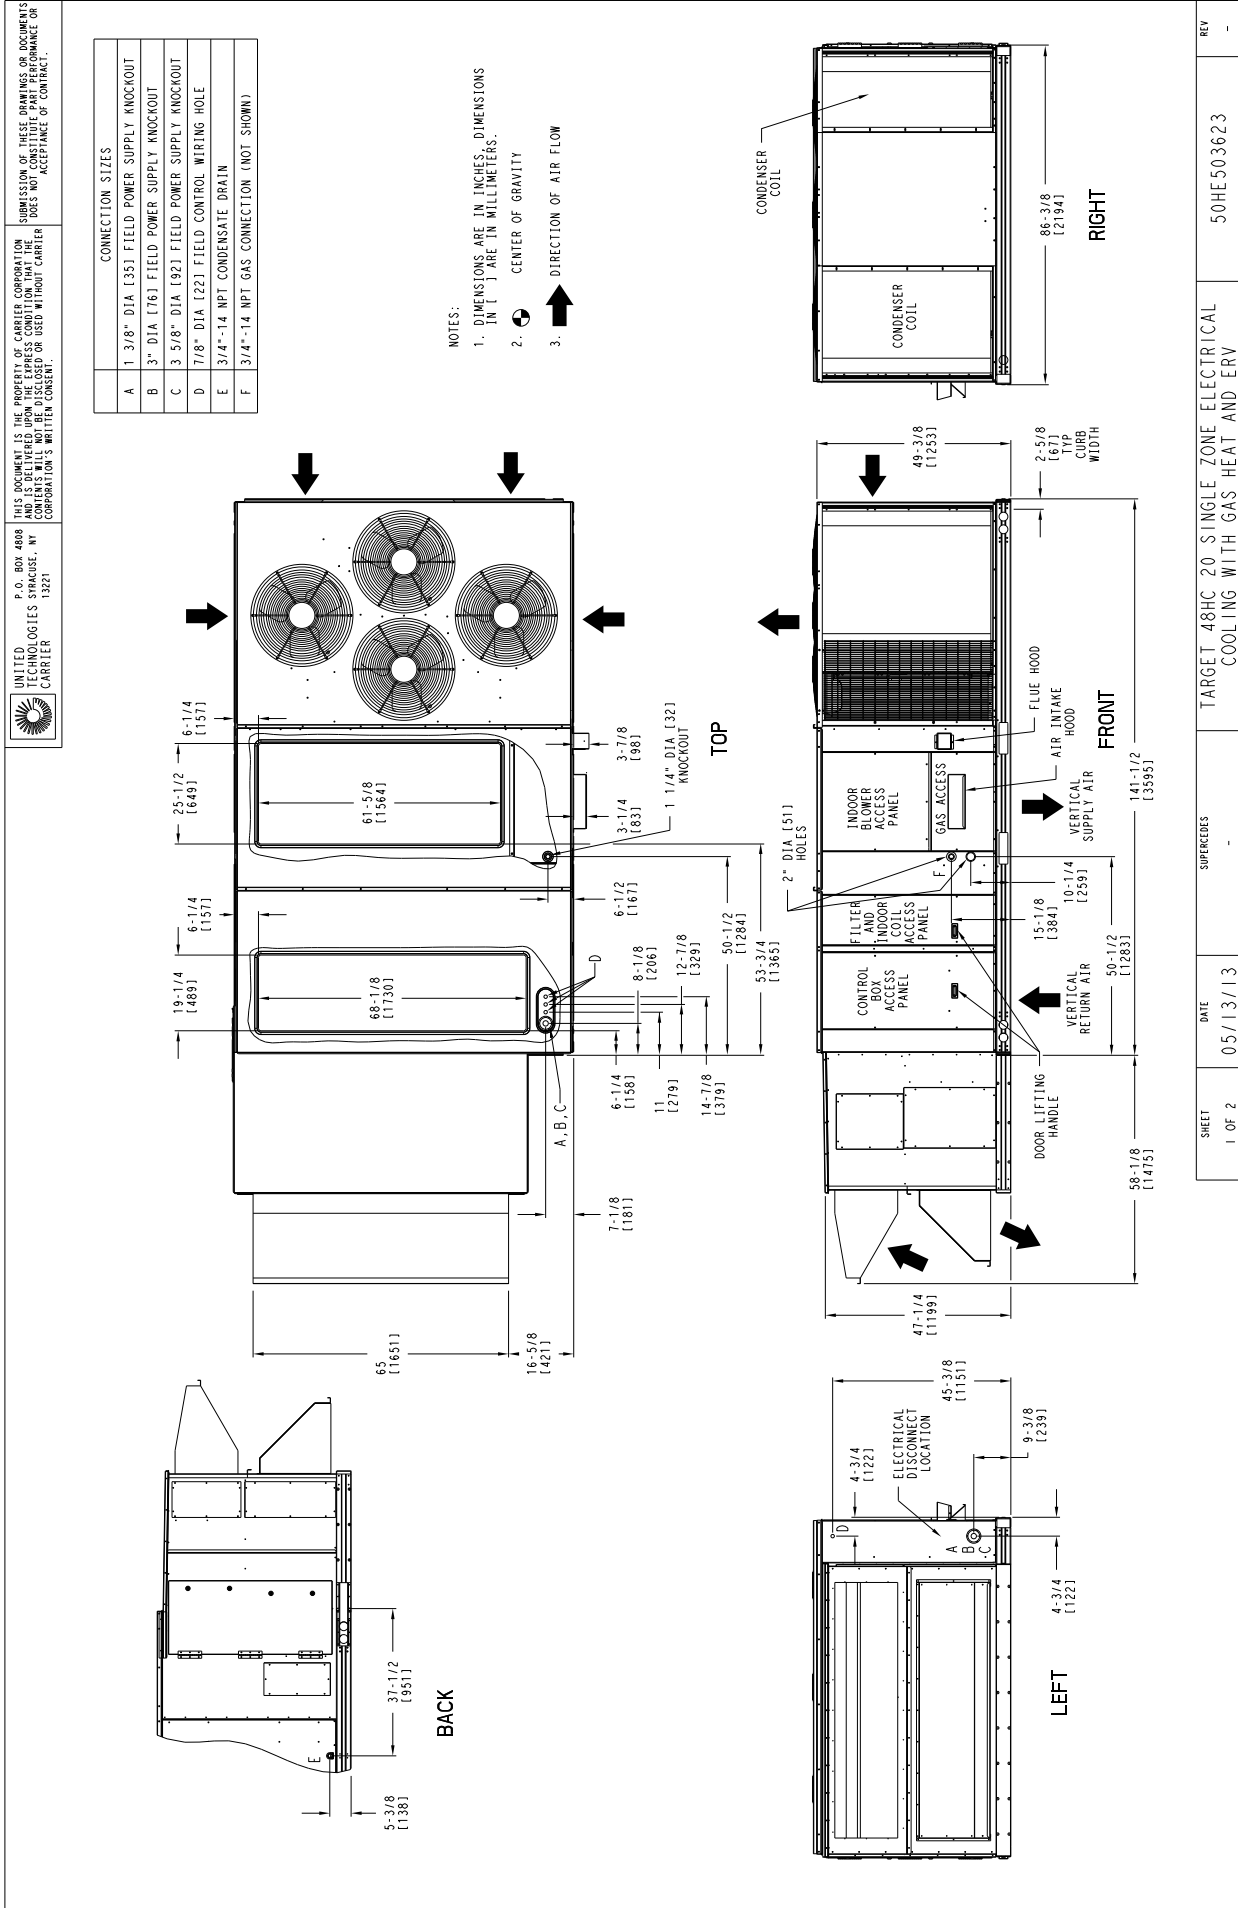 UNITED
TECHNOLOGIES
CARRIER
P.O. BOX 4808
SYRACUSE, NY
13221
THIS DOCUMENT IS THE PROPERTY OF CARRIER CORPORATION
AND IS DELIVERED UPON THE EXPRESS CONDITION THAT THE
CONTENTS WILL NOT BE DISCLOSED OR USED WITHOUT CARRIER
CORPORATION'S WRITTEN CONSENT.
SUBMISSION OF THESE DRAWINGS OR DOCUMENTS
DOES NOT CONSTITUTE PART PERFORMANCE OR
ACCEPTANCE OF CONTRACT.
CONNECTION SIZES
A 1 3/8" DIA [35] FIELD POWER SUPPLY KNOCKOUT
B 3" DIA [76] FIELD POWER SUPPLY KNOCKOUT
C 3 5/8" DIA [92] FIELD POWER SUPPLY KNOCKOUT
D 7/8" DIA [22] FIELD CONTROL WIRING HOLE
E 3/4"-14 NPT CONDENSATE DRAIN
F 3/4"-14 NPT GAS CONNECTION (NOT SHOWN)
NOTES:
1. DIMENSIONS ARE IN INCHES, DIMENSIONS
IN [ ] ARE IN MILLIMETERS.
2. CENTER OF GRAVITY
3. DIRECTION OF AIR FLOW
E
5-3/8
[138]
37-1/2
[951]
BACK
19-1/4
[489]
6-1/4
[157]
25-1/2
[649]
6-1/4
[157]
68-1/8
[1730]
61-5/8
[1564]
65
[1651]
16-5/8
[421]
A,B,C
D
7-1/8
[181]
6-1/4
[158]
8-1/8
[206]
11
[279]
12-7/8
[329]
14-7/8
[379]
6-1/2
[167]
50-1/2
[1284]
53-3/4
[1365]
3-1/4
[83]
3-7/8
[98]
1 1/4" DIA [32]
KNOCKOUT
TOP
D
A
B
C
4-3/4
[122]
ELECTRICAL
DISCONNECT
LOCATION
45-3/8
[1151]
9-3/8
[239]
4-3/4
[122]
LEFT
47-1/4
[1199]
58-1/8
[1475]
CONTROL
BOX
ACCESS
PANEL
FILTER
AND
INDOOR
COIL
ACCESS
PANEL
2" DIA [51]
HOLES
INDOOR
BLOWER
ACCESS
PANEL
GAS ACCESS
F
FLUE HOOD
AIR INTAKE
HOOD
DOOR LIFTING
HANDLE
VERTICAL
RETURN AIR
VERTICAL
SUPPLY AIR
15-1/8
[384]
10-1/4
[259]
50-1/2
[1283]
141-1/2
[3595]
49-3/8
[1253]
2-5/8
[67]
TYP
CURB
WIDTH
FRONT
CONDENSER
COIL
CONDENSER
COIL
86-3/8
[2194]
RIGHT
SHEET
1 OF 2
DATE
05/13/13
SUPERCEDES
-
TARGET 48HC 20 SINGLE ZONE ELECTRICAL
COOLING WITH GAS HEAT AND ERV
50HE503623
REV
-